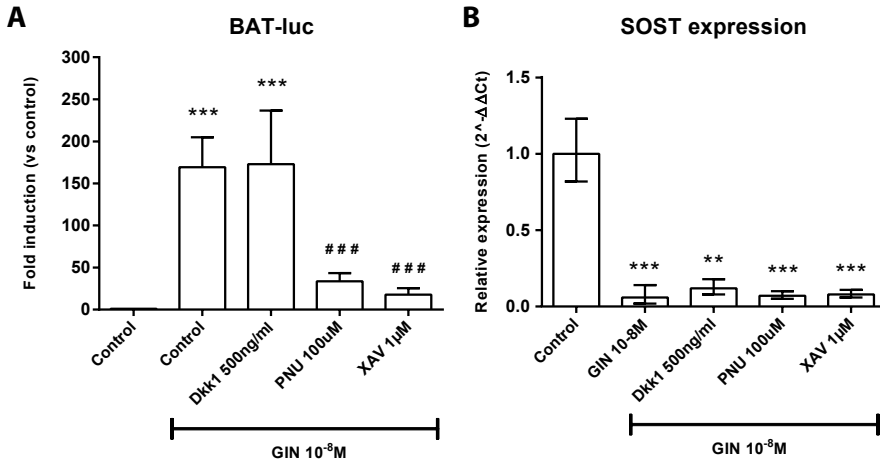 A
BAT-luc
Fold induction (vs control)
300
250
200
150
100
50
0
***
***
###
###
Control
Control
Dkk1 500ng/ml
PNU 100uM
XAV 1µM
GIN 10-8M
B
SOST expression
Relative expression (2^-ΔΔCt)
1.5
1.0
0.5
0.0
***
**
***
***
Control
GIN 10-8M
Dkk1 500ng/ml
PNU 100uM
XAV 1µM
GIN 10-8M